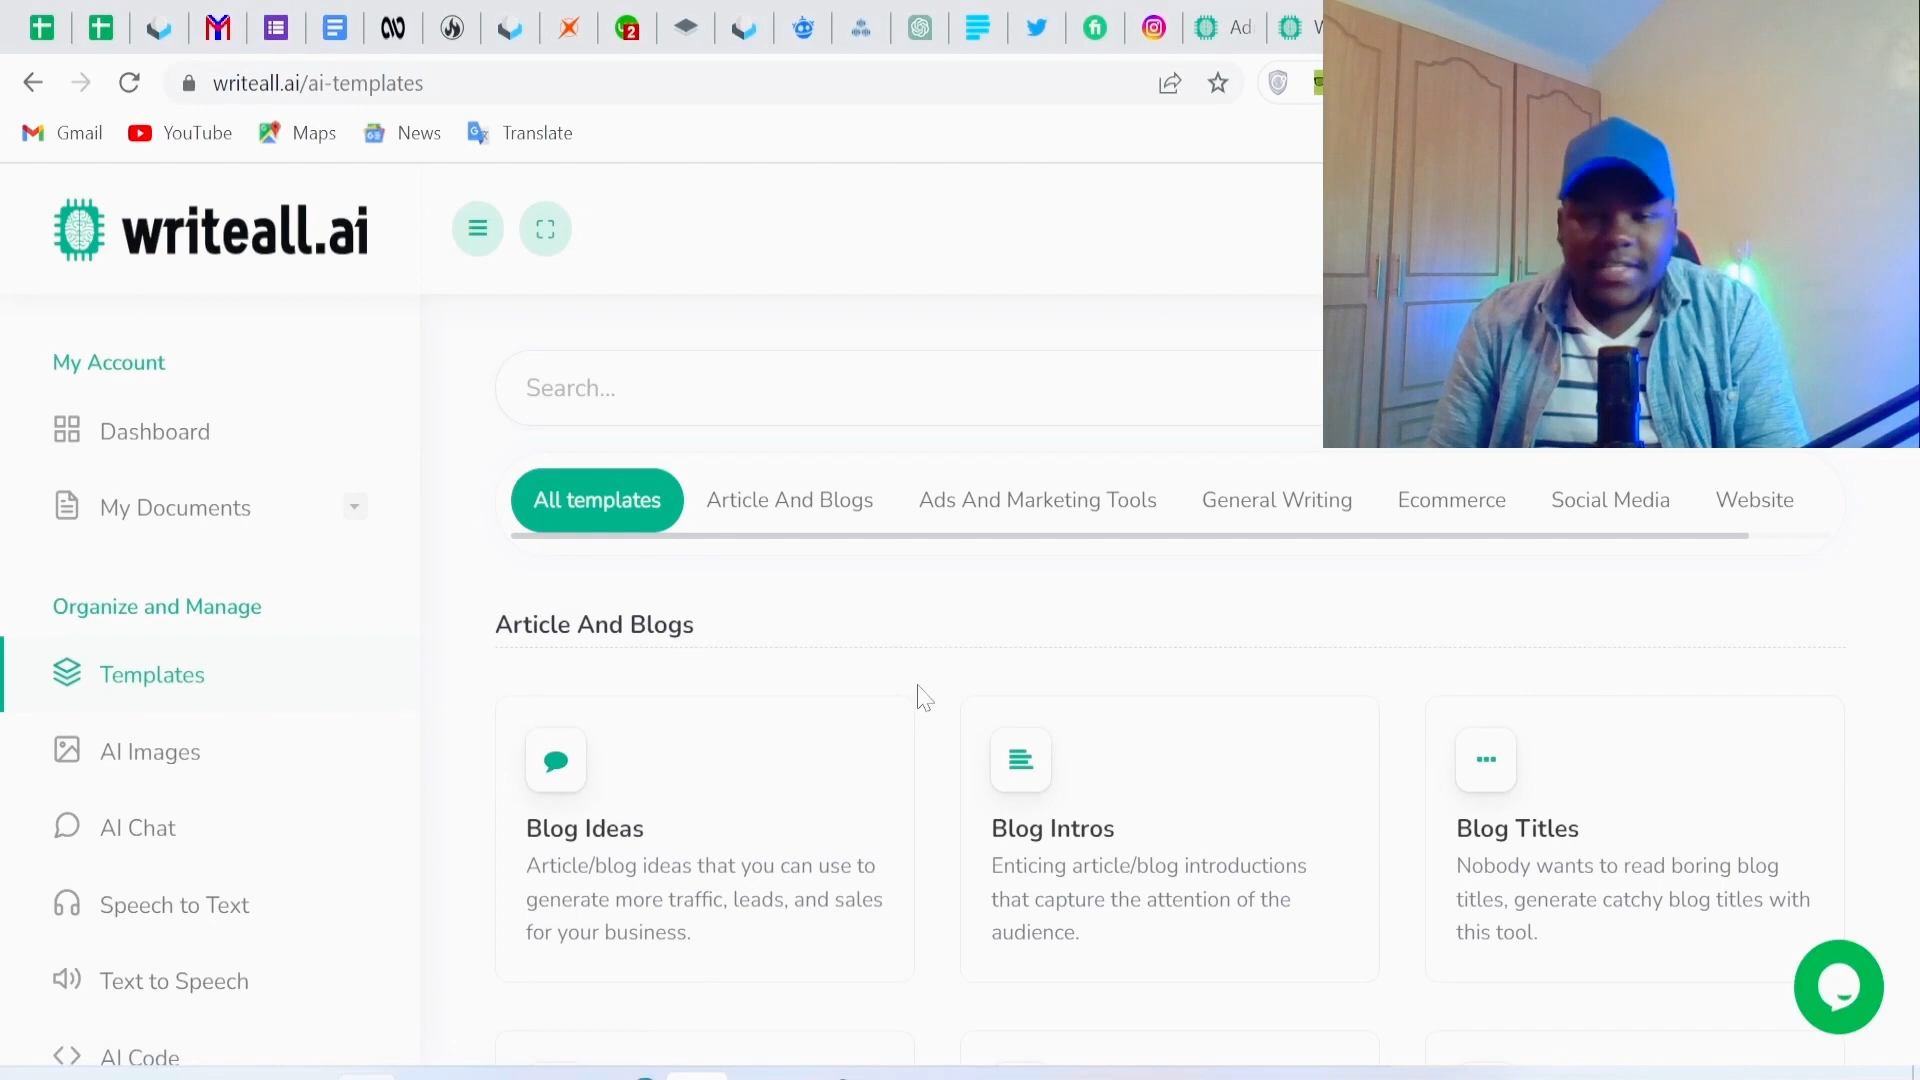 2
Ad
writeall.ai/ai-templates
Gmail
YouTube
Maps
News
Translate
writeall.ai
My Account
Dashboard
My Documents
Organize and Manage
Templates
AI Images
AI Chat
Speech to Text
Text to Speech
AI Code
Search...
All templates
Article And Blogs
Ads And Marketing Tools
General Writing
Ecommerce
Social Media
Website
Article And Blogs
Blog Ideas
Article/blog ideas that you can use to
generate more traffic, leads, and sales
for your business.
Blog Intros
Enticing article/blog introductions
that capture the attention of the
audience.
Blog Titles
Nobody wants to read boring blog
titles, generate catchy blog titles with
this tool.